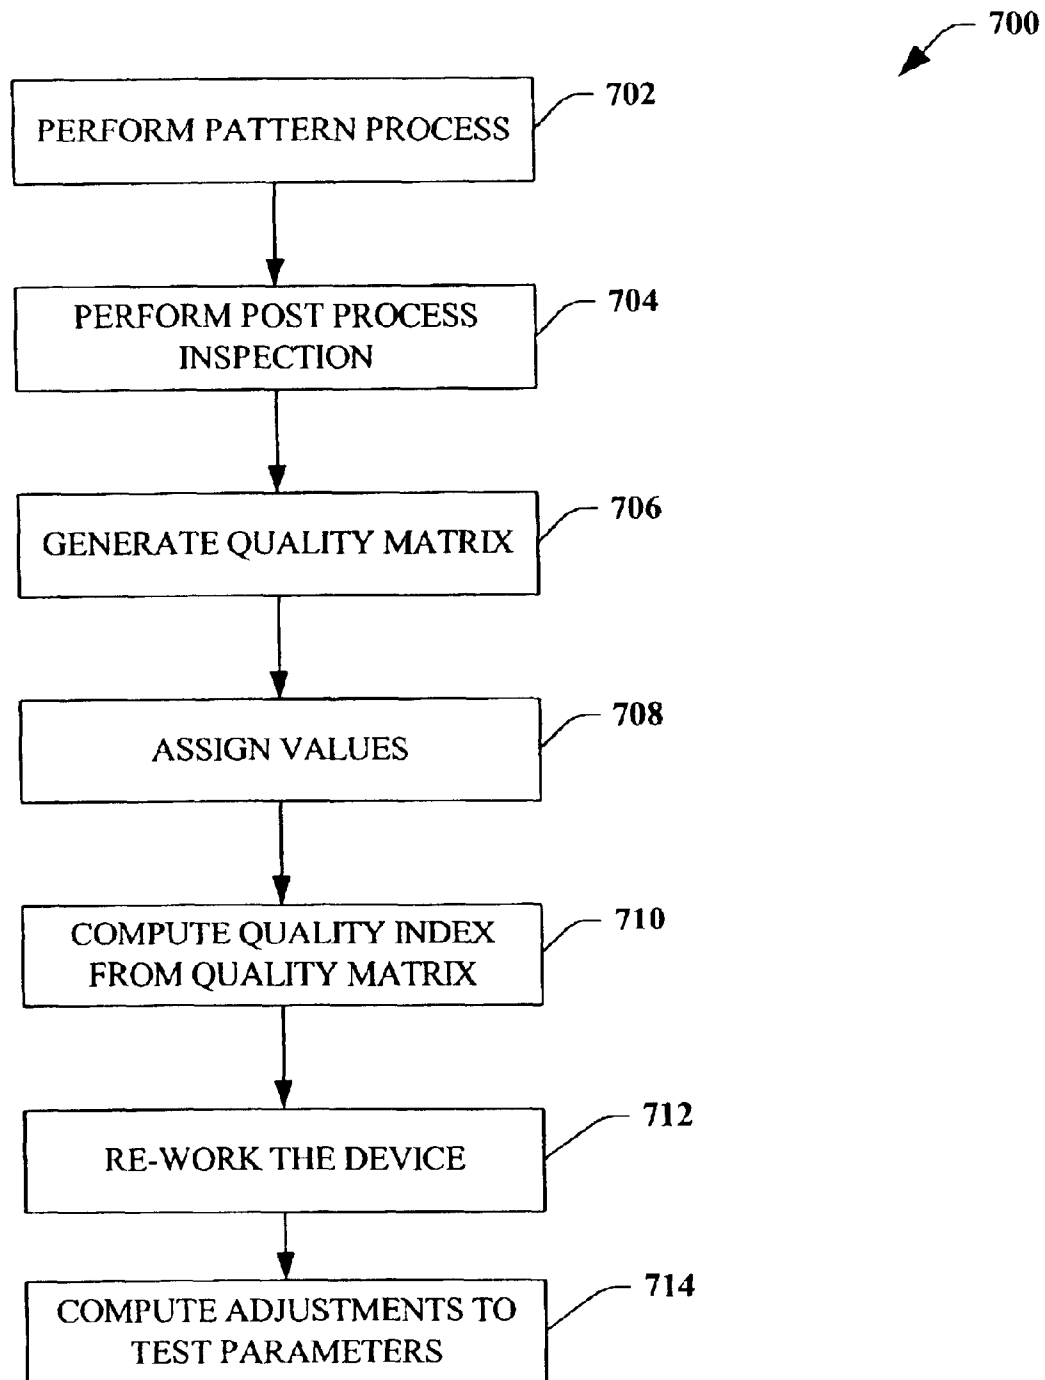 700
702
PERFORM PATTERN PROCESS
704
PERFORM POST PROCESS
INSPECTION
706
GENERATE QUALITY MATRIX
708
ASSIGN VALUES
710
COMPUTE QUALITY INDEX
FROM QUALITY MATRIX
712
RE-WORK THE DEVICE
714
COMPUTE ADJUSTMENTS TO
TEST PARAMETERS